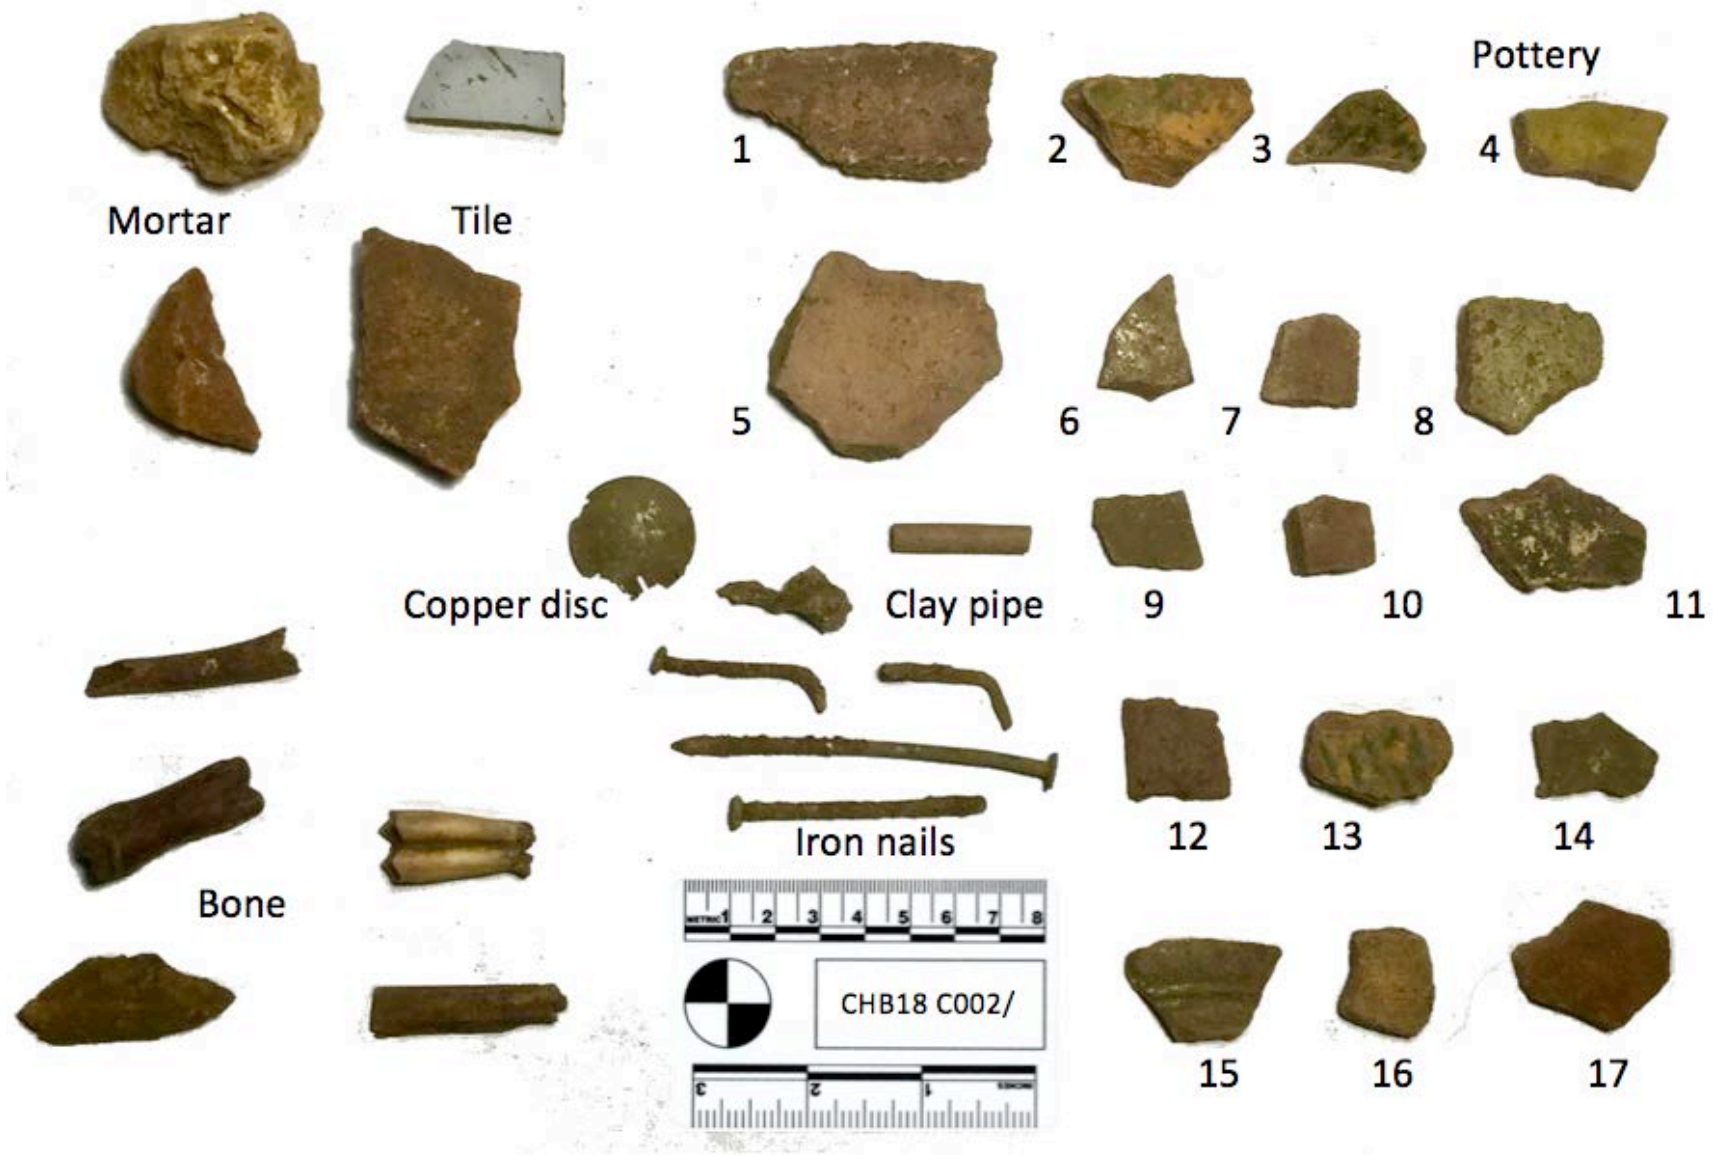 Pottery
1
2
3
4
Mortar
Tile
5
6
7
8
Copper disc
Clay pipe
9
10
11
Iron nails
12
13
14
Bone
METRIC 1 2 3 4 5 6 7 8
CHB18 C002/
15
16
17
3 2 1 INCHES